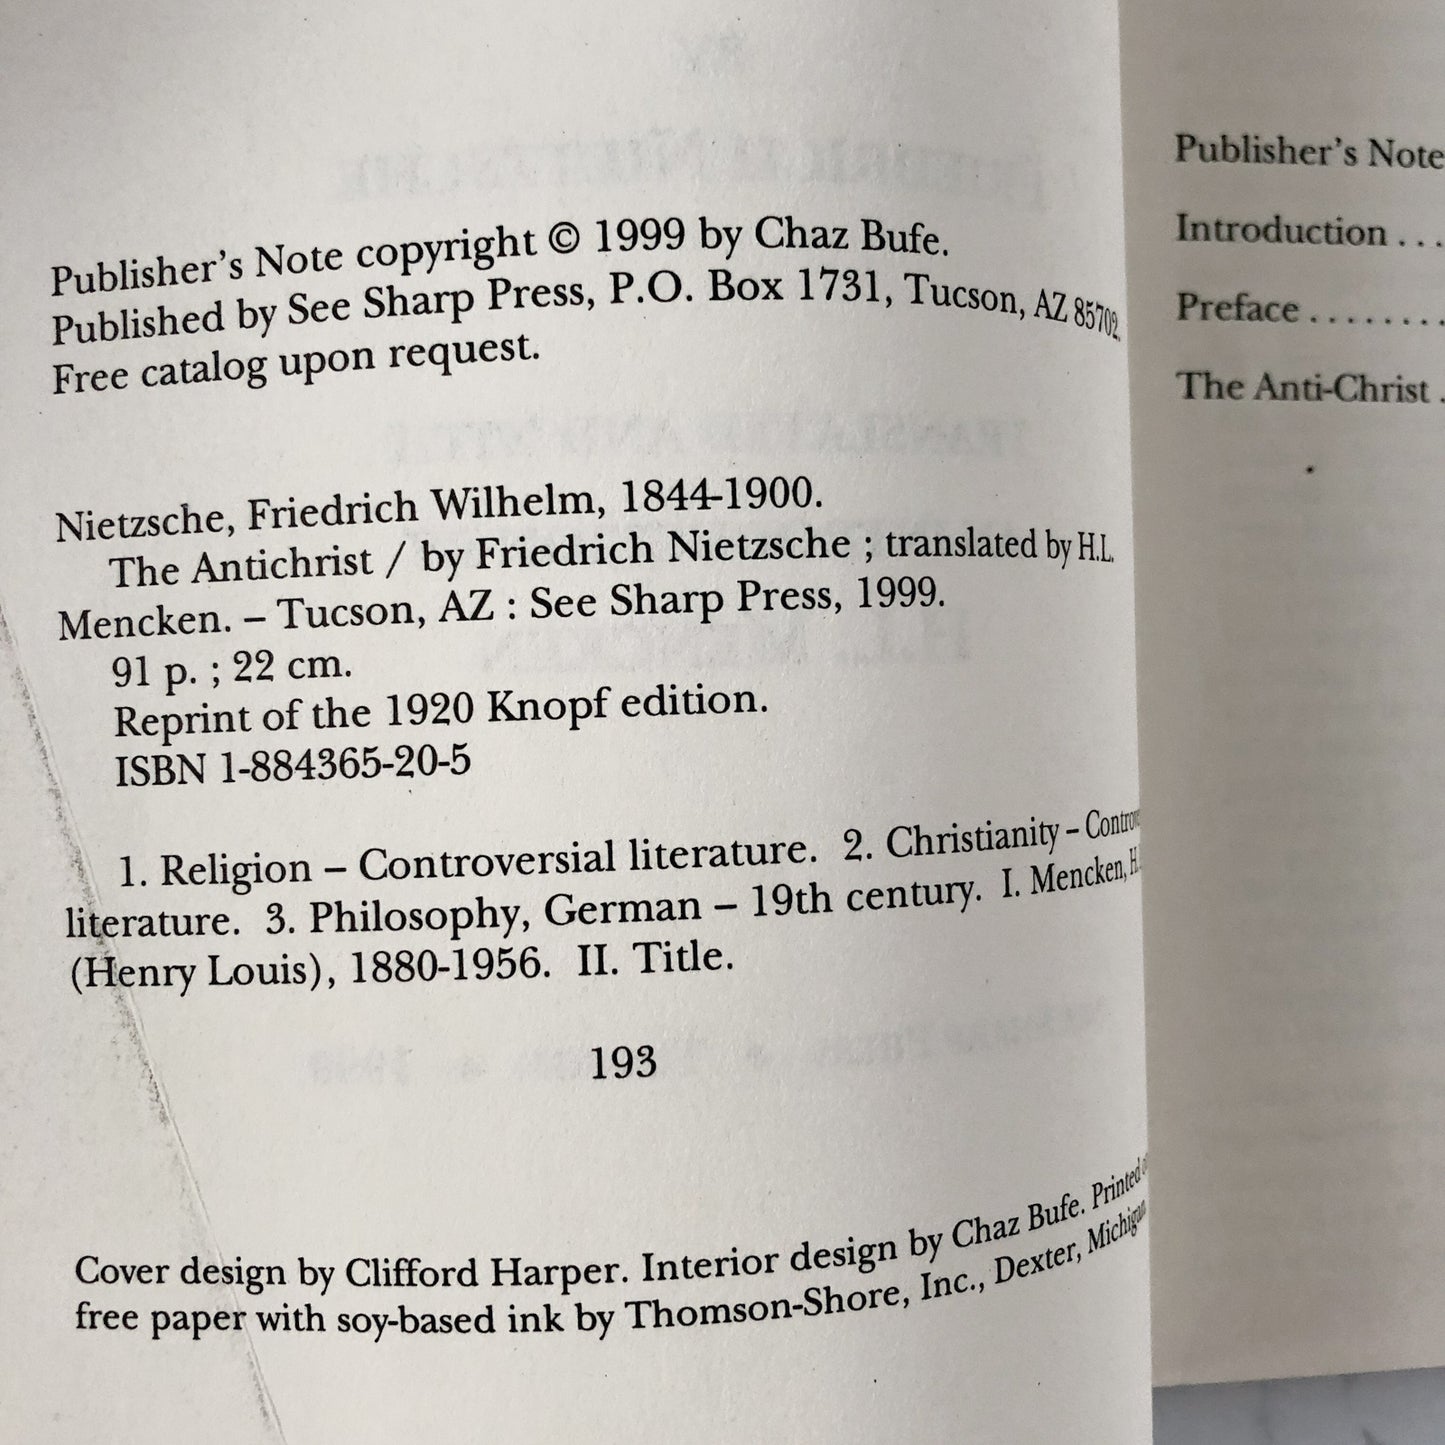 Publisher's Note copyright © 1999 by Chaz Bufe.
Published by See Sharp Press, P.O. Box 1731, Tucson, AZ 85702.
Free catalog upon request.
Nietzsche, Friedrich Wilhelm, 1844-1900.
The Antichrist / by Friedrich Nietzsche ; translated by H.L.
Mencken. – Tucson, AZ : See Sharp Press, 1999.
91 p. ; 22 cm.
Reprint of the 1920 Knopf edition.
ISBN 1-884365-20-5
1. Religion – Controversial literature. 2. Christianity –
literature. 3. Philosophy, German – 19th century. I. Mencken, H.
(Henry Louis), 1880-1956. II. Title.
193
Cover design by Clifford Harper. Interior design by Chaz Bufe. Printed
free paper with soy-based ink by Thomson-Shore, Inc., Dexter, Michigan
Publisher's Note
Introduction . . .
Preface . . . . . . . .
The Anti-Christ .